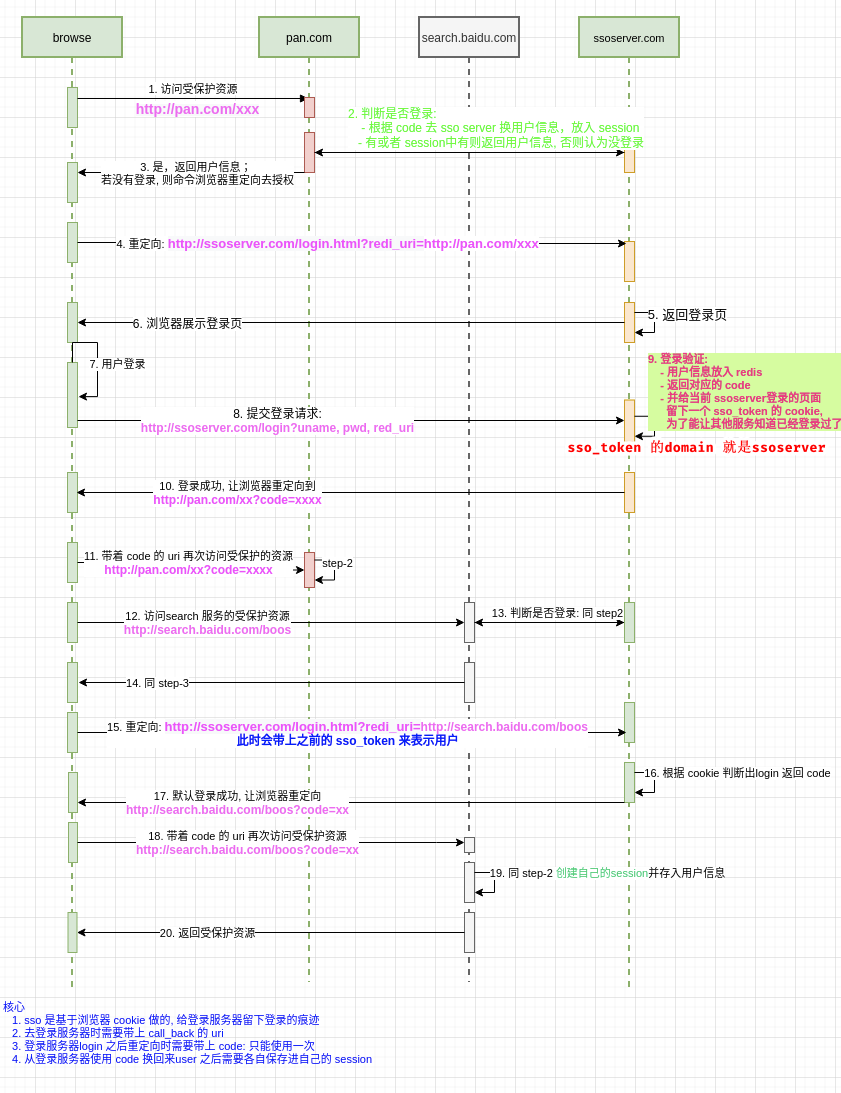 browse
pan.com
search.baidu.com
ssoserver.com
1. 访问受保护资源
http://pan.com/xxx
2. 判断是否登录:
- 根据 code 去 sso server 换用户信息，放入 session
- 有或者 session中有则返回用户信息, 否则认为没登录
3. 是，返回用户信息；
若没有登录, 则命令浏览器重定向去授权
4. 重定向: http://ssoserver.com/login.html?redi_uri=http://pan.com/xxx
5. 返回登录页
6. 浏览器展示登录页
7. 用户登录
8. 提交登录请求:
http://ssoserver.com/login?uname, pwd, red_uri
9. 登录验证:
- 用户信息放入 redis
- 返回对应的 code
- 并给当前 ssoserver登录的页面
留下一个 sso_token 的 cookie,
为了能让其他服务知道已经登录过了
sso_token 的domain 就是ssoserver
10. 登录成功, 让浏览器重定向到
http://pan.com/xx?code=xxxx
11. 带着 code 的 uri 再次访问受保护的资源
http://pan.com/xx?code=xxxx
step-2
12. 访问search 服务的受保护资源
http://search.baidu.com/boos
13. 判断是否登录: 同 step2
14. 同 step-3
15. 重定向: http://ssoserver.com/login.html?redi_uri=http://search.baidu.com/boos
此时会带上之前的 sso_token 来表示用户
16. 根据 cookie 判断出login 返回 code
17. 默认登录成功, 让浏览器重定向
http://search.baidu.com/boos?code=xx
18. 带着 code 的 uri 再次访问受保护资源
http://search.baidu.com/boos?code=xx
19. 同 step-2 创建自己的session并存入用户信息
20. 返回受保护资源
核心
1. sso 是基于浏览器 cookie 做的, 给登录服务器留下登录的痕迹
2. 去登录服务器时需要带上 call_back 的 uri
3. 登录服务器login 之后重定向时需要带上 code: 只能使用一次
4. 从登录服务器使用 code 换回来user 之后需要各自保存进自己的 session